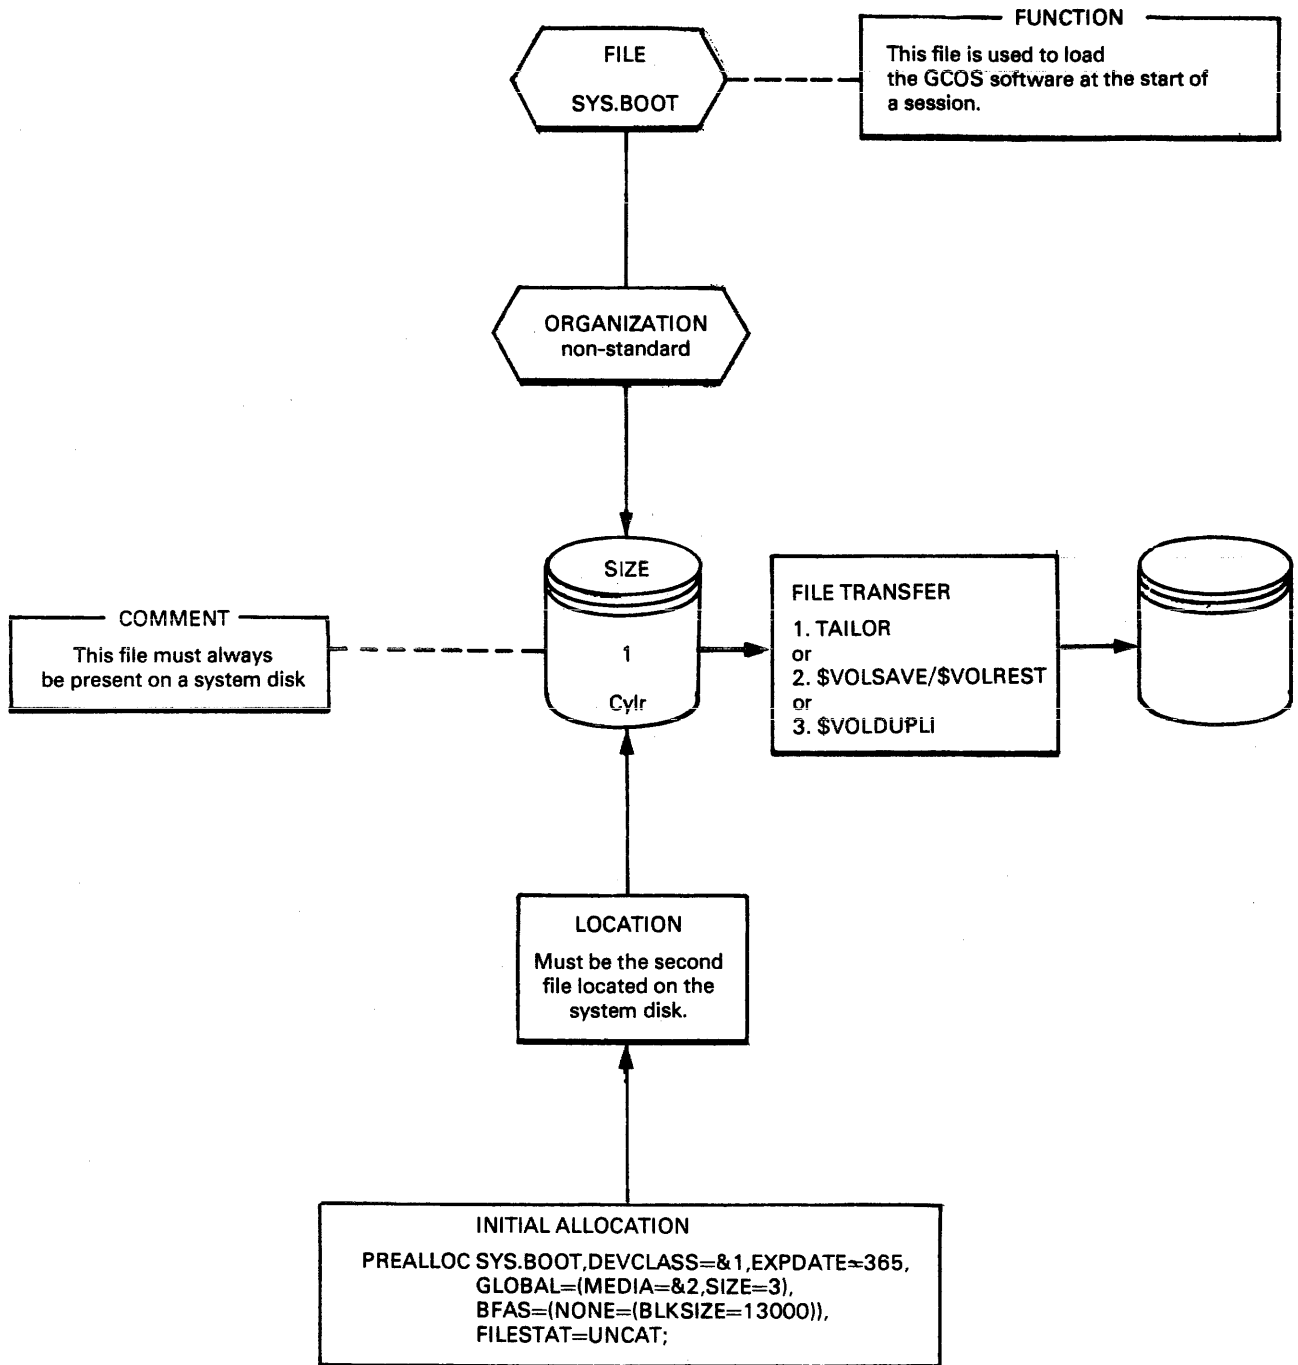 FILE
SYS.BOOT
FUNCTION
This file is used to load
the GCOS software at the start of
a session.
ORGANIZATION
non-standard
SIZE
1
Cylr
COMMENT
This file must always
be present on a system disk
FILE TRANSFER
1. TAILOR
or
2. $VOLSAVE/$VOLREST
or
3. $VOLDUPLI
LOCATION
Must be the second
file located on the
system disk.
INITIAL ALLOCATION
PREALLOC SYS.BOOT,DEVCLASS=&1,EXPDATE=365,
GLOBAL=(MEDIA=&2,SIZE=3),
BFAS=(NONE=(BLKSIZE=13000)),
FILESTAT=UNCAT;